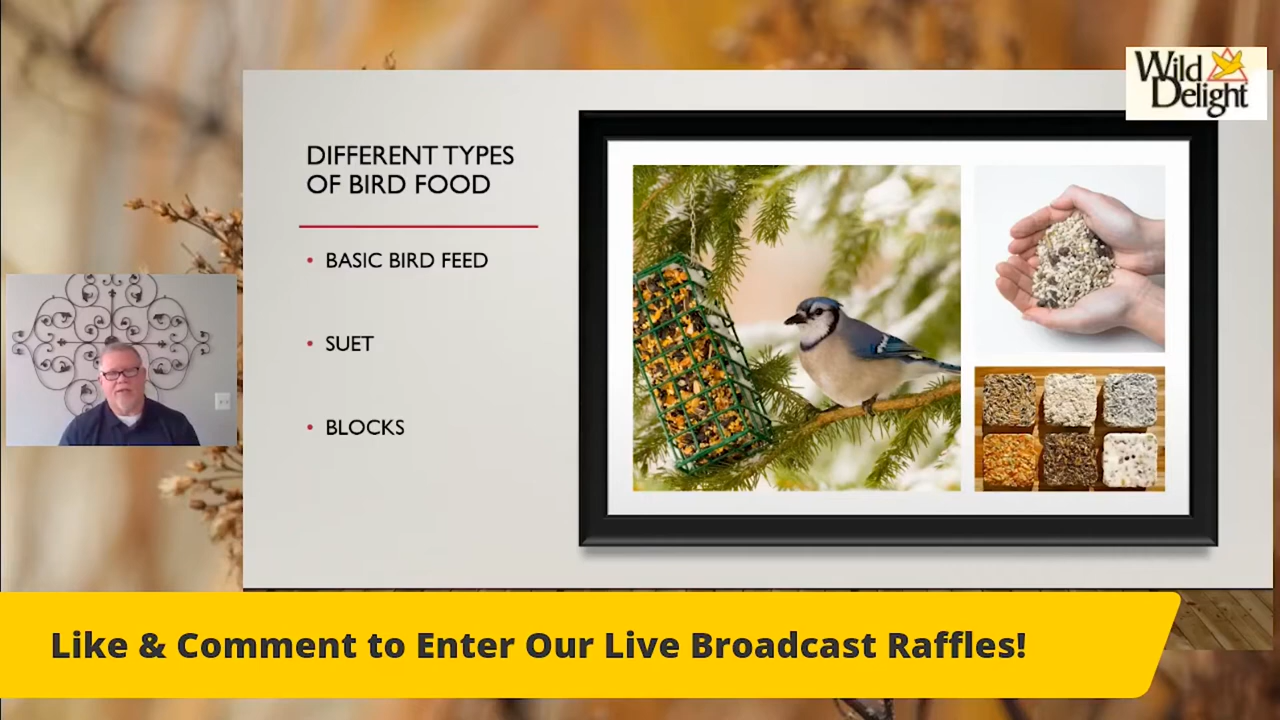 Wild
Delight
DIFFERENT TYPES
OF BIRD FOOD
• BASIC BIRD FEED
• SUET
• BLOCKS
Like & Comment to Enter Our Live Broadcast Raffles!